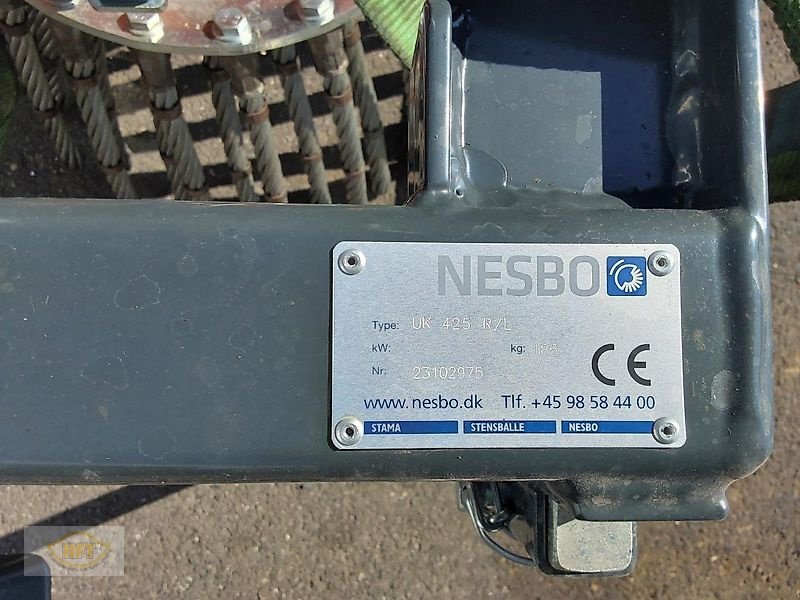 NESBO
Type: UK 425 R/L
kW:
kg:
Nr: 23102975
www.nesbo.dk Tlf. +45 98 58 44 00
STAMA STENSBALLE NESBO
HFT